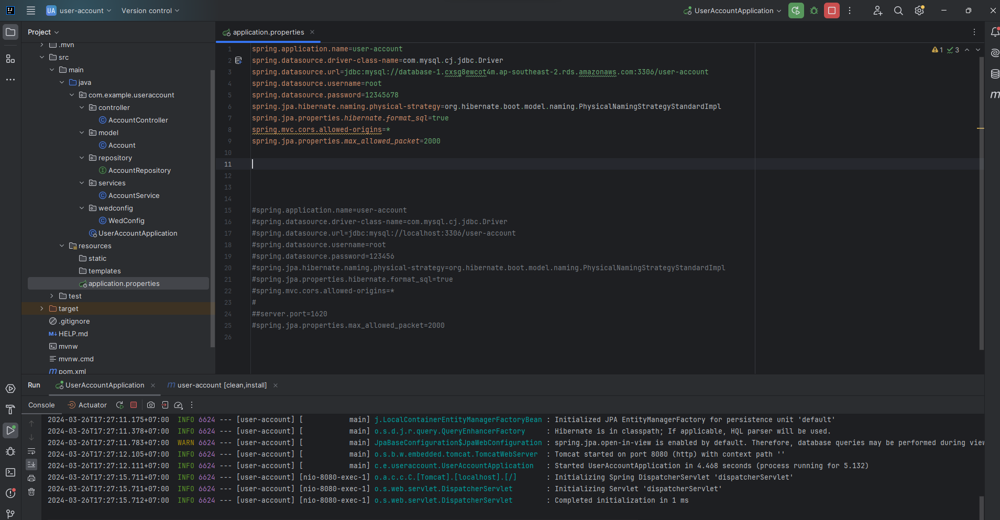 UA user-account Version control UserAccountApplication
Project
application.properties
.mvn
src
main
java
com.example.useraccount
controller
AccountController
model
Account
repository
AccountRepository
services
AccountService
wedconfig
WedConfig
UserAccountApplication
resources
static
templates
application.properties
test
target
.gitignore
HELP.md
mvnw
mvnw.cmd
pom.xml
1 spring.application.name=user-account
2 spring.datasource.driver-class-name=com.mysql.cj.jdbc.Driver
3 spring.datasource.url=jdbc:mysql://database-1.cxsg8ewcot4m.ap-southeast-2.rds.amazonaws.com:3306/user-account
4 spring.datasource.username=root
5 spring.datasource.password=12345678
6 spring.jpa.hibernate.naming.physical-strategy=org.hibernate.boot.model.naming.PhysicalNamingStrategyStandardImpl
7 spring.jpa.properties.hibernate.format_sql=true
8 spring.mvc.cors.allowed-origins=*
9 spring.jpa.properties.max_allowed_packet=2000
10
11
12
13
14
15 #spring.application.name=user-account
16 #spring.datasource.driver-class-name=com.mysql.cj.jdbc.Driver
17 #spring.datasource.url=jdbc:mysql://localhost:3306/user-account
18 #spring.datasource.username=root
19 #spring.datasource.password=123456
20 #spring.jpa.hibernate.naming.physical-strategy=org.hibernate.boot.model.naming.PhysicalNamingStrategyStandardImpl
21 #spring.jpa.properties.hibernate.format_sql=true
22 #spring.mvc.cors.allowed-origins=*
23 #
24 ##server.port=1620
25 #spring.jpa.properties.max_allowed_packet=2000
26
1 3
Run UserAccountApplication user-account [clean,install]
Console Actuator
2024-03-26T17:27:11.175+07:00 INFO 6624 --- [user-account] [ main] j.LocalContainerEntityManagerFactoryBean : Initialized JPA EntityManagerFactory for persistence unit 'default'
2024-03-26T17:27:11.378+07:00 INFO 6624 --- [user-account] [ main] o.s.d.j.r.query.QueryEnhancerFactory : Hibernate is in classpath; If applicable, HQL parser will be used.
2024-03-26T17:27:11.783+07:00 WARN 6624 --- [user-account] [ main] JpaBaseConfiguration$JpaWebConfiguration : spring.jpa.open-in-view is enabled by default. Therefore, database queries may be performed during view
2024-03-26T17:27:12.105+07:00 INFO 6624 --- [user-account] [ main] o.s.b.w.embedded.tomcat.TomcatWebServer : Tomcat started on port 8080 (http) with context path ''
2024-03-26T17:27:12.111+07:00 INFO 6624 --- [user-account] [ main] c.e.useraccount.UserAccountApplication : Started UserAccountApplication in 4.468 seconds (process running for 5.132)
2024-03-26T17:27:15.711+07:00 INFO 6624 --- [user-account] [nio-8080-exec-1] o.a.c.c.C.[Tomcat].[localhost].[/] : Initializing Spring DispatcherServlet 'dispatcherServlet'
2024-03-26T17:27:15.711+07:00 INFO 6624 --- [user-account] [nio-8080-exec-1] o.s.web.servlet.DispatcherServlet : Initializing Servlet 'dispatcherServlet'
2024-03-26T17:27:15.712+07:00 INFO 6624 --- [user-account] [nio-8080-exec-1] o.s.web.servlet.DispatcherServlet : Completed initialization in 1 ms